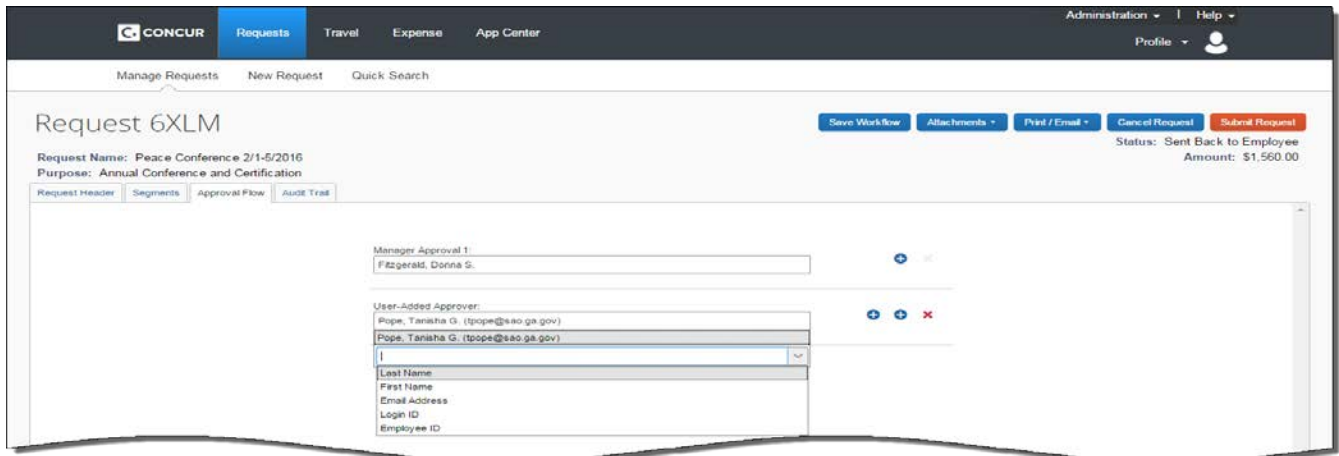 Administration | Help
C. CONCUR Requests Travel Expense App Center
Profile
Manage Requests New Request Quick Search
Request 6XLM
Save Workflow Attachments Print / Email Cancel Request Submit Request
Status: Sent Back to Employee
Request Name: Peace Conference 2/1-5/2016
Amount: $1,560.00
Purpose: Annual Conference and Certification
Request Header Segments Approval Flow Audit Trail
Manager Approval 1:
Fitzgerald, Donna S.
User-Added Approver:
Pope, Tanisha G. (tpope@sao.ga.gov)
Pope, Tanisha G. (tpope@sao.ga.gov)
Last Name
First Name
Email Address
Login ID
Employee ID